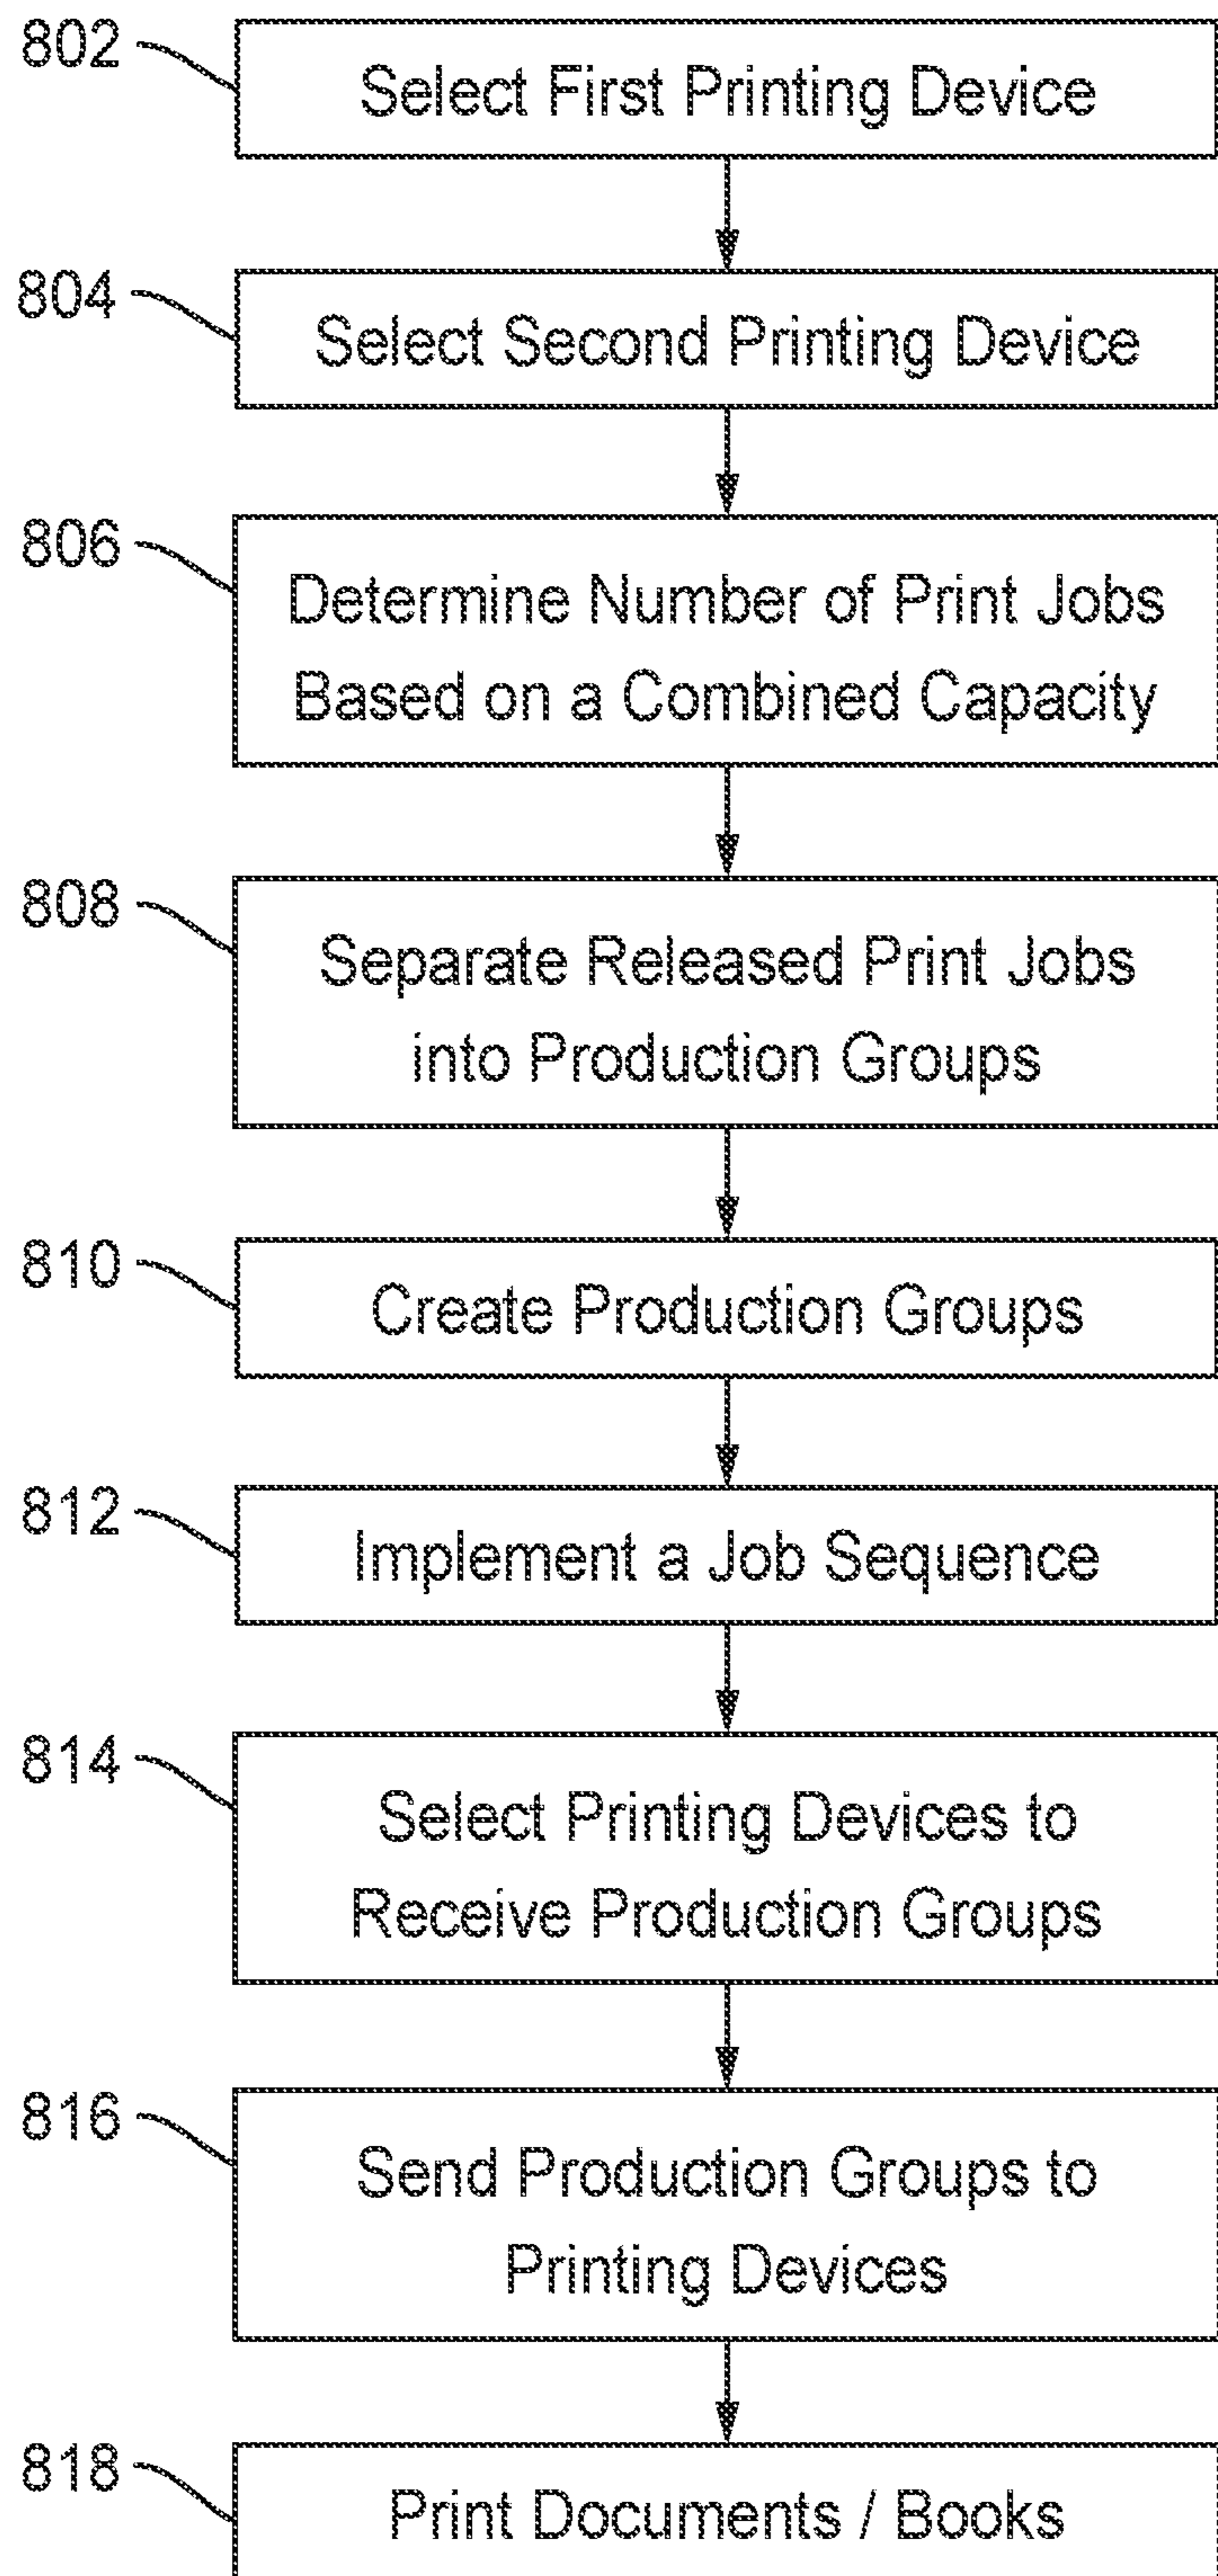 802
Select First Printing Device
804
Select Second Printing Device
806
Determine Number of Print Jobs
Based on a Combined Capacity
808
Separate Released Print Jobs
into Production Groups
810
Create Production Groups
812
Implement a Job Sequence
814
Select Printing Devices to
Receive Production Groups
816
Send Production Groups to
Printing Devices
818
Print Documents / Books